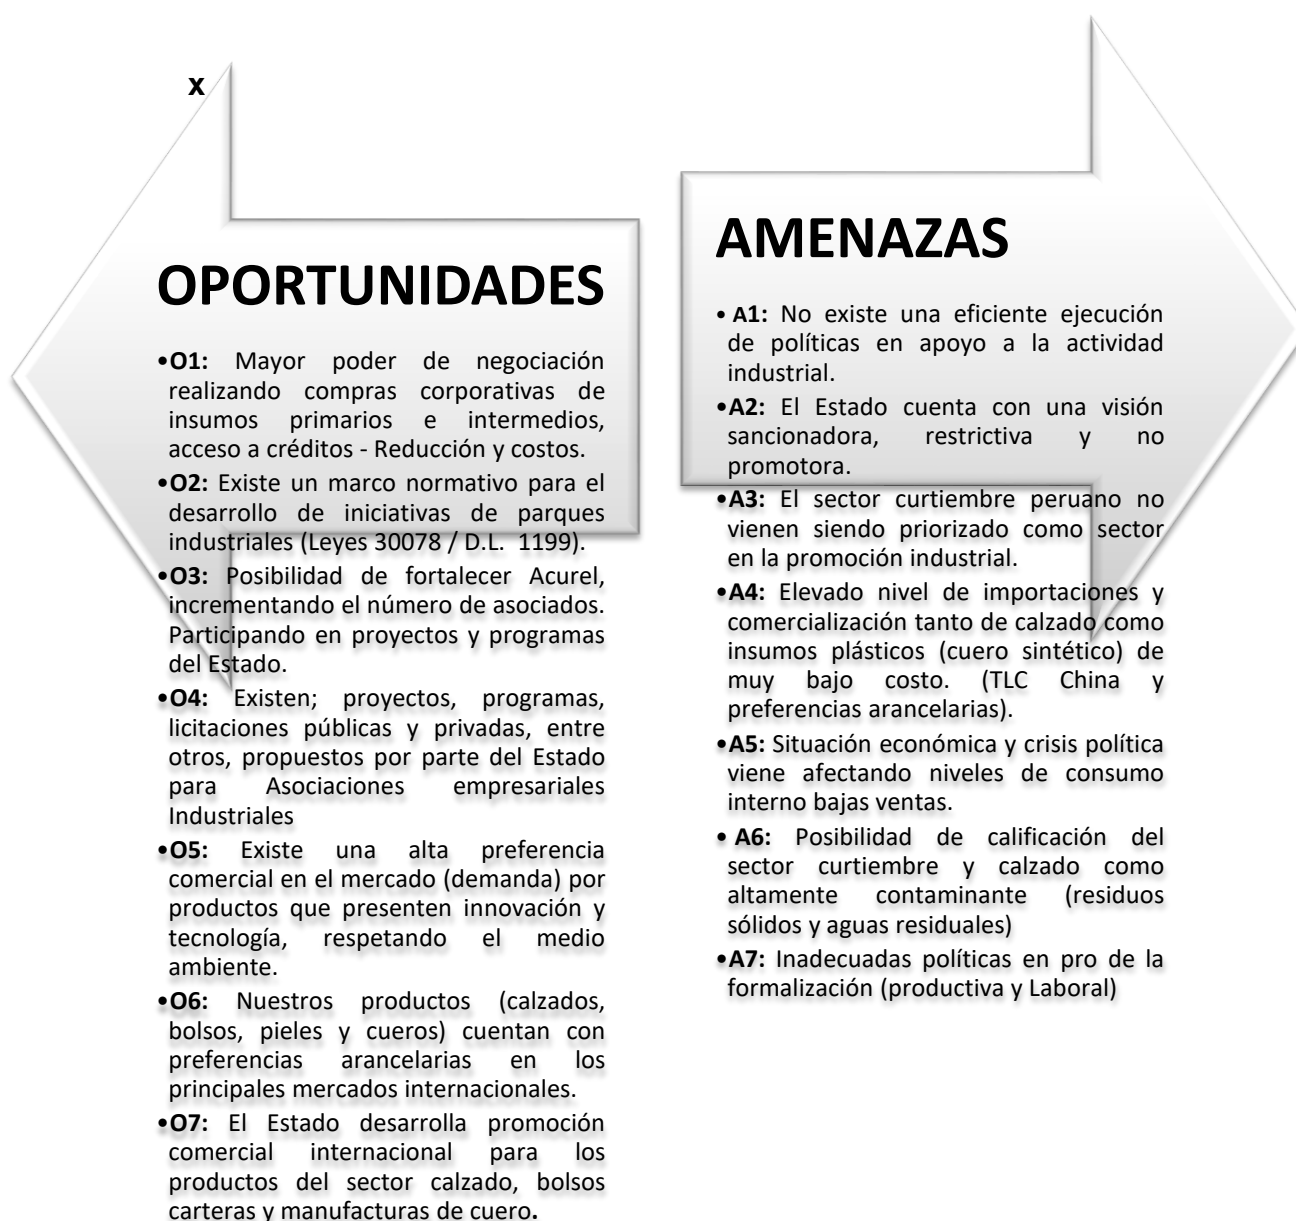 x
OPORTUNIDADES
•O1: Mayor poder de negociación
realizando compras corporativas de
insumos primarios e intermedios,
acceso a créditos - Reducción y costos.
•O2: Existe un marco normativo para el
desarrollo de iniciativas de parques
industriales (Leyes 30078 / D.L. 1199).
•O3: Posibilidad de fortalecer Acurel,
incrementando el número de asociados.
Participando en proyectos y programas
del Estado.
•O4: Existen; proyectos, programas,
licitaciones públicas y privadas, entre
otros, propuestos por parte del Estado
para Asociaciones empresariales
Industriales
•O5: Existe una alta preferencia
comercial en el mercado (demanda) por
productos que presenten innovación y
tecnología, respetando el medio
ambiente.
•O6: Nuestros productos (calzados,
bolsos, pieles y cueros) cuentan con
preferencias arancelarias en los
principales mercados internacionales.
•O7: El Estado desarrolla promoción
comercial internacional para los
productos del sector calzado, bolsos
carteras y manufacturas de cuero.
AMENAZAS
• A1: No existe una eficiente ejecución
de políticas en apoyo a la actividad
industrial.
•A2: El Estado cuenta con una visión
sancionadora, restrictiva y no
promotora.
•A3: El sector curtiembre peruano no
vienen siendo priorizado como sector
en la promoción industrial.
•A4: Elevado nivel de importaciones y
comercialización tanto de calzado como
insumos plásticos (cuero sintético) de
muy bajo costo. (TLC China y
preferencias arancelarias).
•A5: Situación económica y crisis política
viene afectando niveles de consumo
interno bajas ventas.
• A6: Posibilidad de calificación del
sector curtiembre y calzado como
altamente contaminante (residuos
sólidos y aguas residuales)
•A7: Inadecuadas políticas en pro de la
formalización (productiva y Laboral)